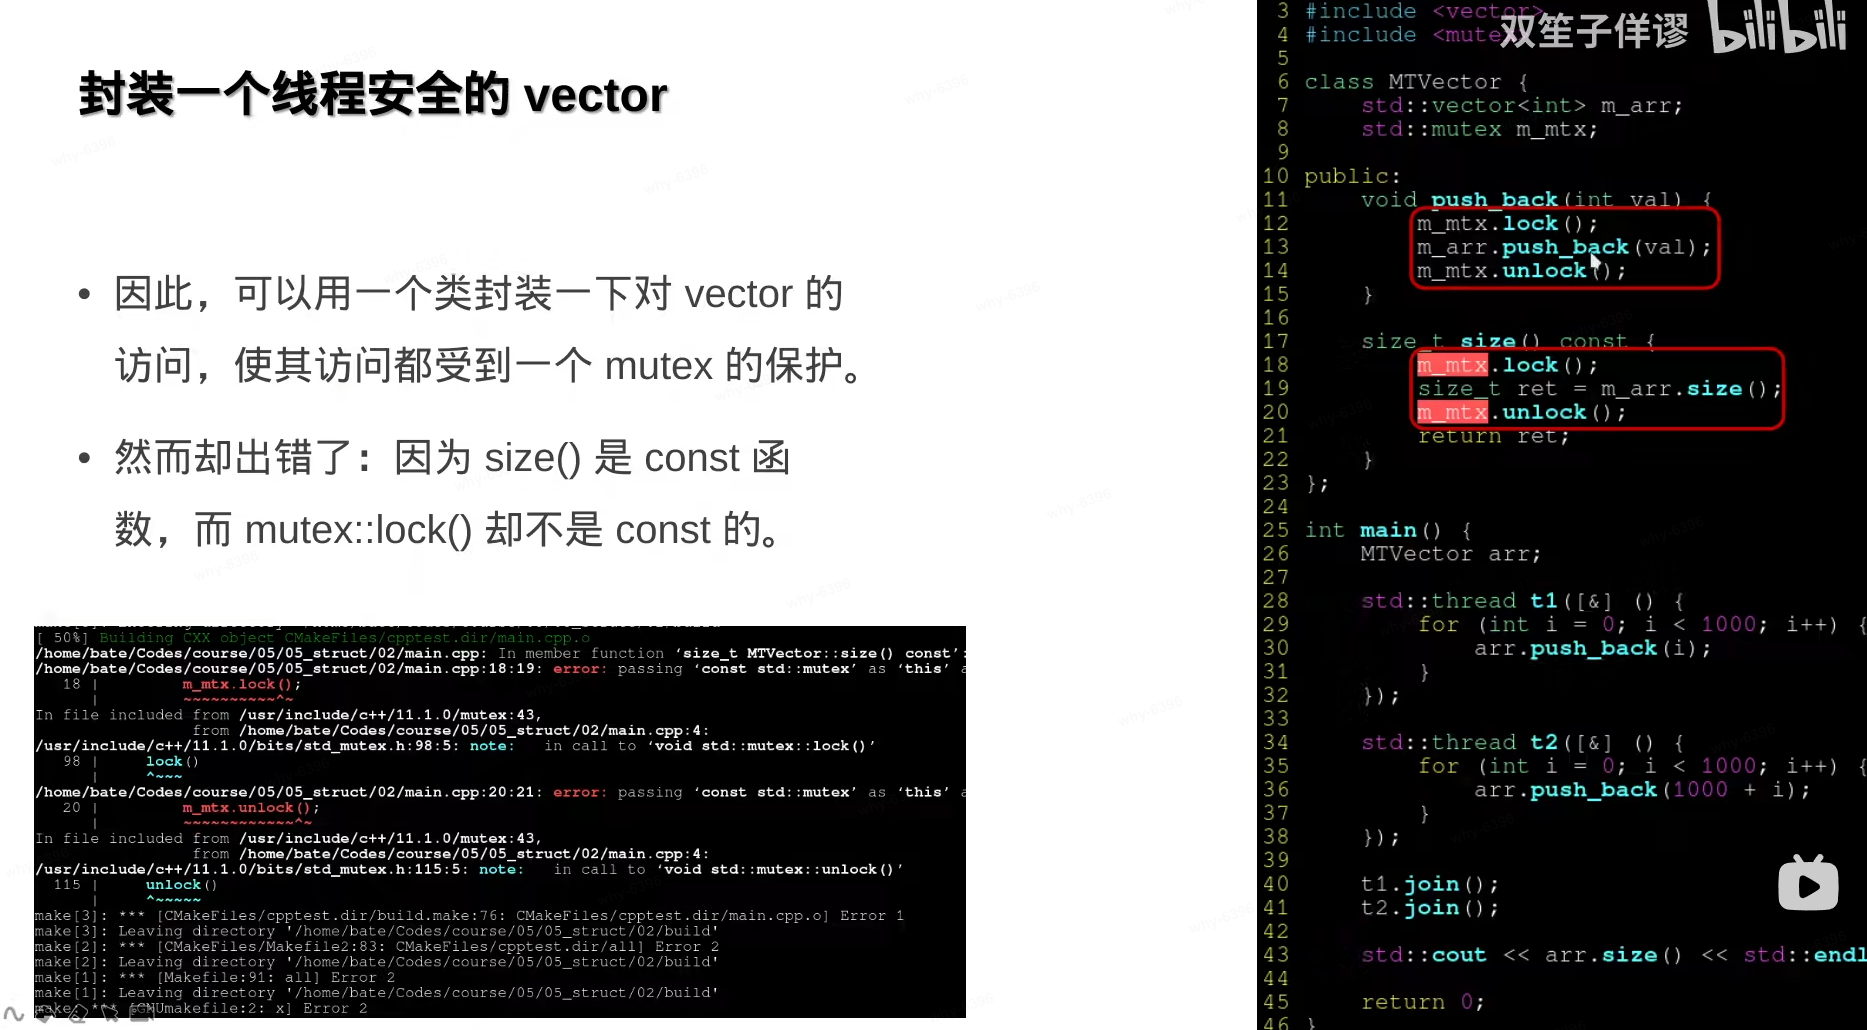 封装一个线程安全的 vector
• 因此，可以用一个类封装一下对 vector 的
访问，使其访问都受到一个 mutex 的保护。
• 然而却出错了：因为 size() 是 const 函
数，而 mutex::lock() 却不是 const 的。
[ 50%] Building CXX object CMakeFiles/cpptest.dir/main.cpp.o
/home/bate/Codes/course/05/05_struct/02/main.cpp: In member function ‘size_t MTVector::size() const’:
/home/bate/Codes/course/05/05_struct/02/main.cpp:18:19: error: passing ‘const std::mutex’ as ‘this’ a
18 | m_mtx.lock();
| ~~~~~~~~~~^~
In file included from /usr/include/c++/11.1.0/mutex:43,
from /home/bate/Codes/course/05/05_struct/02/main.cpp:4:
/usr/include/c++/11.1.0/bits/std_mutex.h:98:5: note: in call to ‘void std::mutex::lock()’
98 | lock()
| ^~~~
/home/bate/Codes/course/05/05_struct/02/main.cpp:20:21: error: passing ‘const std::mutex’ as ‘this’ a
20 | m_mtx.unlock();
| ~~~~~~~~~~~~^~
In file included from /usr/include/c++/11.1.0/mutex:43,
from /home/bate/Codes/course/05/05_struct/02/main.cpp:4:
/usr/include/c++/11.1.0/bits/std_mutex.h:115:5: note: in call to ‘void std::mutex::unlock()’
115 | unlock()
| ^~~~~~
make[3]: *** [CMakeFiles/cpptest.dir/build.make:76: CMakeFiles/cpptest.dir/main.cpp.o] Error 1
make[3]: Leaving directory '/home/bate/Codes/course/05/05_struct/02/build'
make[2]: *** [CMakeFiles/Makefile2:83: CMakeFiles/cpptest.dir/all] Error 2
make[2]: Leaving directory '/home/bate/Codes/course/05/05_struct/02/build'
make[1]: *** [Makefile:91: all] Error 2
make[1]: Leaving directory '/home/bate/Codes/course/05/05_struct/02/build'
make: *** [GNUmakefile:2: x] Error 2
双笙子佯谬 bilibili
3 #include <vector>
4 #include <mute
5
6 class MTVector {
7 std::vector<int> m_arr;
8 std::mutex m_mtx;
9
10 public:
11 void push_back(int val) {
12 m_mtx.lock();
13 m_arr.push_back(val);
14 m_mtx.unlock();
15 }
16
17 size_t size() const {
18 m_mtx.lock();
19 size_t ret = m_arr.size();
20 m_mtx.unlock();
21 return ret;
22 }
23 };
24
25 int main() {
26 MTVector arr;
27
28 std::thread t1([&] () {
29 for (int i = 0; i < 1000; i++) {
30 arr.push_back(i);
31 }
32 });
33
34 std::thread t2([&] () {
35 for (int i = 0; i < 1000; i++) {
36 arr.push_back(1000 + i);
37 }
38 });
39
40 t1.join();
41 t2.join();
42
43 std::cout << arr.size() << std::endl
44
45 return 0;
46 }